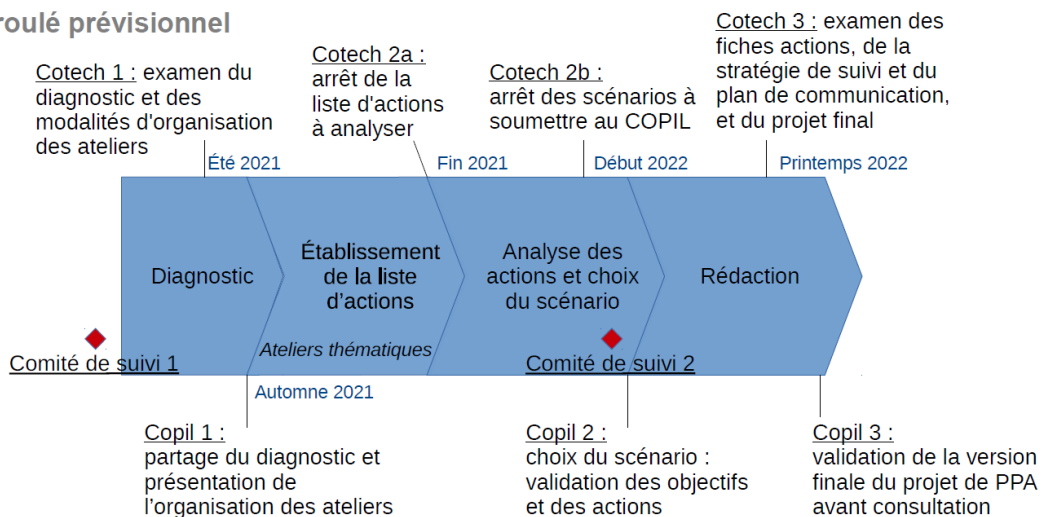 roulé prévisionnel
Cotech 1 : examen du
diagnostic et des
modalités d'organisation
des ateliers
Cotech 2a :
arrêt de la
liste d'actions
à analyser
Cotech 2b :
arrêt des scénarios à
soumettre au COPIL
Cotech 3 : examen des
fiches actions, de la
stratégie de suivi et du
plan de communication,
et du projet final
Été 2021
Fin 2021
Début 2022
Printemps 2022
Diagnostic
Établissement
de la liste
d'actions
Analyse des
actions et choix
du scénario
Rédaction
Ateliers thématiques
Comité de suivi 1
Comité de suivi 2
Automne 2021
Copil 1 :
partage du diagnostic et
présentation de
l'organisation des ateliers
Copil 2 :
choix du scénario :
validation des objectifs
et des actions
Copil 3 :
validation de la version
finale du projet de PPA
avant consultation